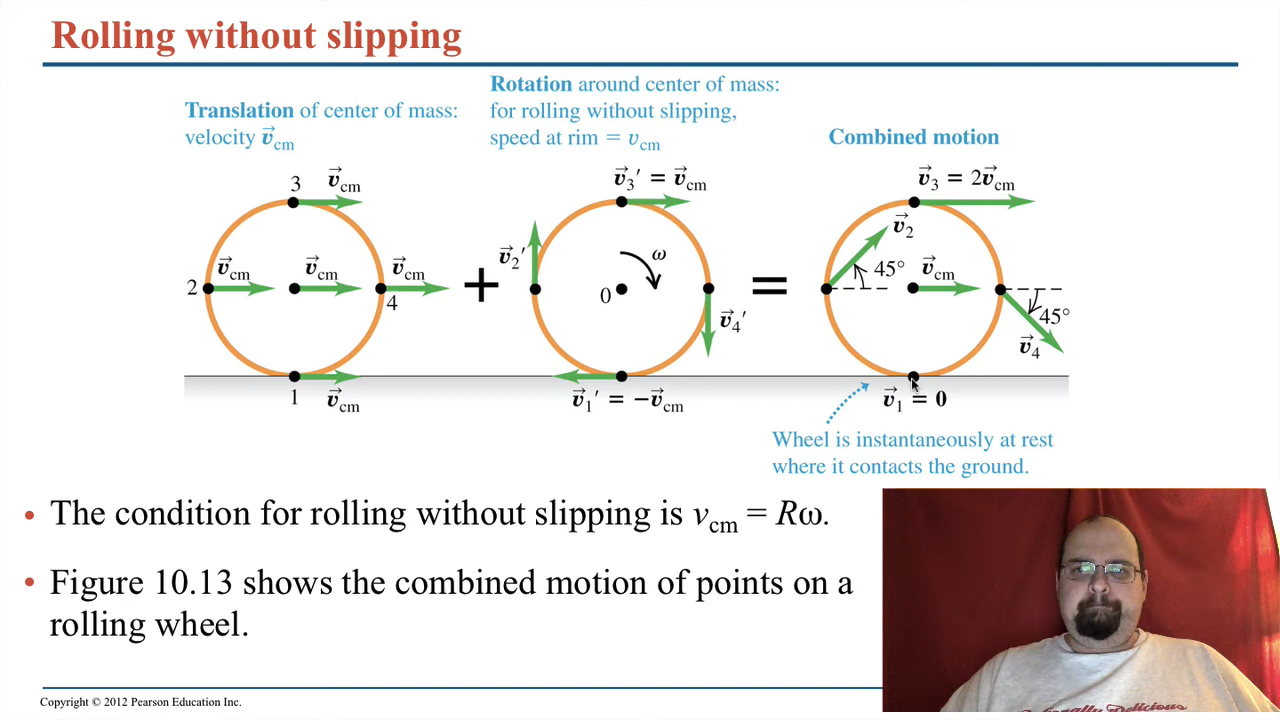 Rolling without slipping
Translation of center of mass:
velocity v⃗cm
Rotation around center of mass:
for rolling without slipping,
speed at rim = vcm
Combined motion
3 v⃗cm
v⃗3′ = v⃗cm
v⃗3 = 2v⃗cm
2 v⃗cm v⃗cm v⃗cm
4
+
v⃗2′
ω
0
v⃗4′
=
v⃗2
45°
v⃗cm
45°
v⃗4
1 v⃗cm
v⃗1′ = −v⃗cm
v⃗1 = 0
Wheel is instantaneously at rest
where it contacts the ground.
• The condition for rolling without slipping is vcm = Rω.
• Figure 10.13 shows the combined motion of points on a
rolling wheel.
Copyright © 2012 Pearson Education Inc.
Delicious